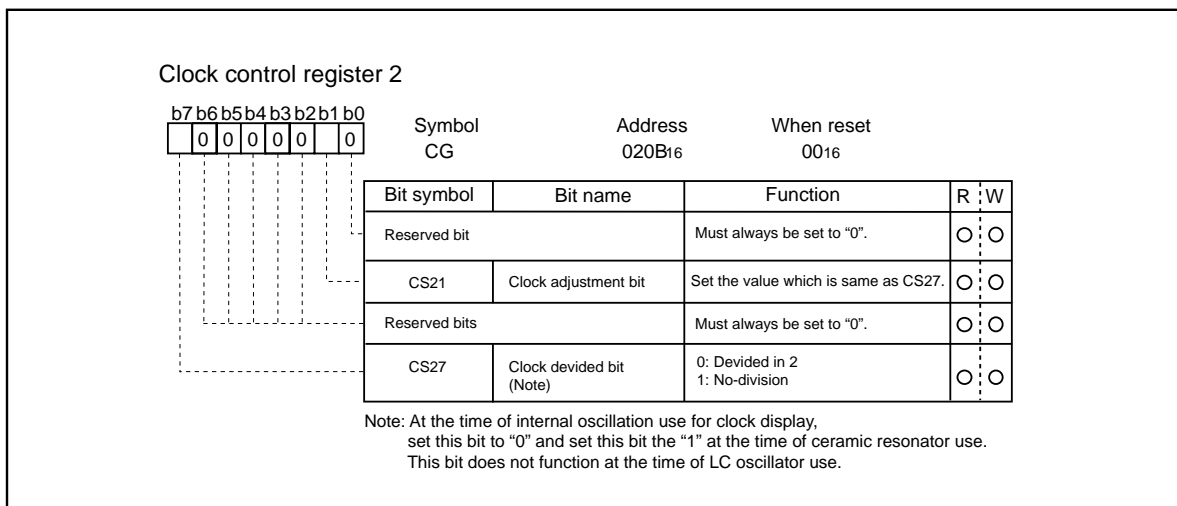 Clock control register 2
b7 b6 b5 b4 b3 b2 b1 b0
0 0 0 0 0 0
Symbol Address When reset
CG 020B16 0016
Bit symbol Bit name Function R W
Reserved bit Must always be set to “0”.
CS21 Clock adjustment bit Set the value which is same as CS27.
Reserved bits Must always be set to “0”.
CS27 Clock devided bit 0: Devided in 2
(Note) 1: No-division
Note: At the time of internal oscillation use for clock display,
set this bit to “0” and set this bit the “1” at the time of ceramic resonator use.
This bit does not function at the time of LC oscillator use.